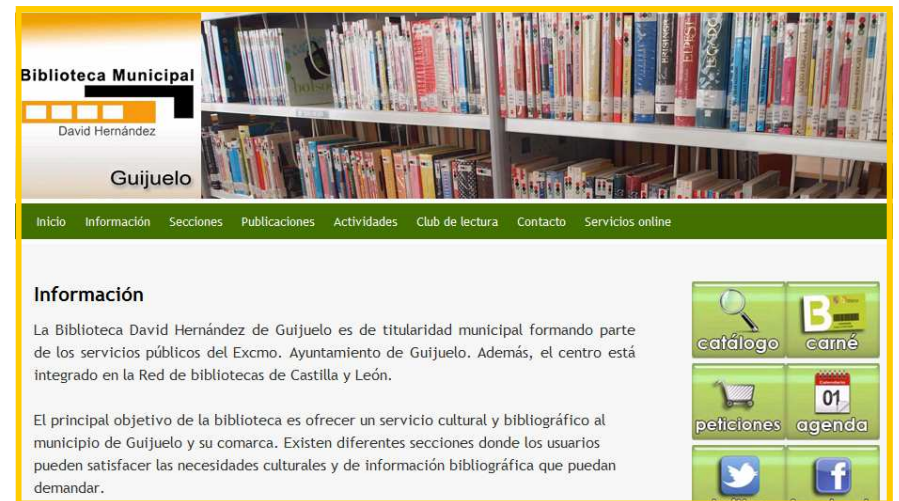 Biblioteca Municipal
David Hernández
Guijuelo
Inicio Información Secciones Publicaciones Actividades Club de lectura Contacto Servicios online
Información
La Biblioteca David Hernández de Guijuelo es de titularidad municipal formando parte
de los servicios públicos del Excmo. Ayuntamiento de Guijuelo. Además, el centro está
integrado en la Red de bibliotecas de Castilla y León.
El principal objetivo de la biblioteca es ofrecer un servicio cultural y bibliográfico al
municipio de Guijuelo y su comarca. Existen diferentes secciones donde los usuarios
pueden satisfacer las necesidades culturales y de información bibliográfica que puedan
demandar.
catálogo carné
01
peticiones agenda